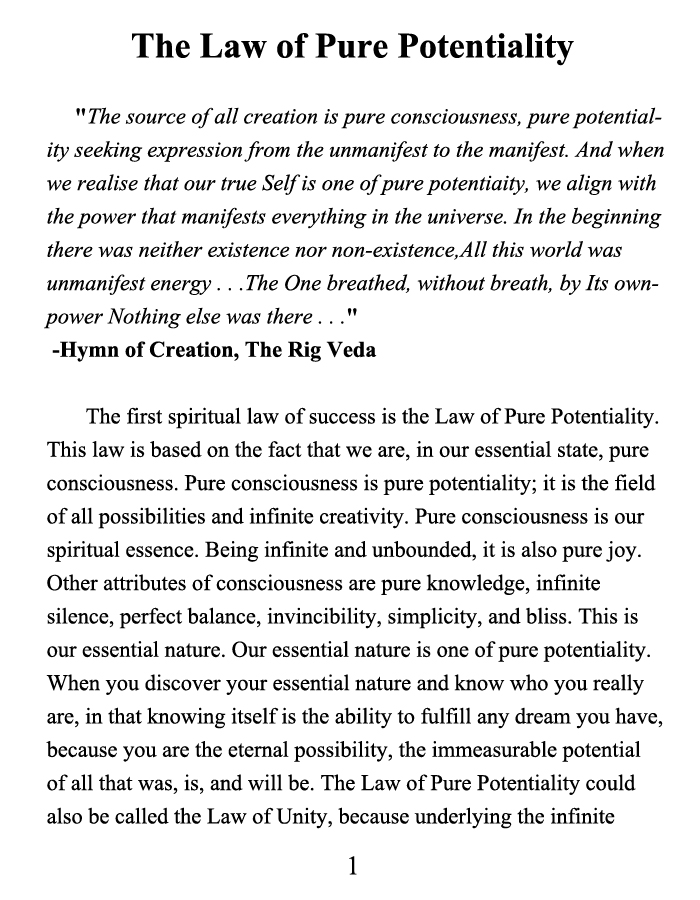 The Law of Pure Potentiality
"The source of all creation is pure consciousness, pure potential-
ity seeking expression from the unmanifest to the manifest. And when
we realise that our true Self is one of pure potentiaity, we align with
the power that manifests everything in the universe. In the beginning
there was neither existence nor non-existence,All this world was
unmanifest energy . . .The One breathed, without breath, by Its own-
power Nothing else was there . . ."
-Hymn of Creation, The Rig Veda
The first spiritual law of success is the Law of Pure Potentiality.
This law is based on the fact that we are, in our essential state, pure
consciousness. Pure consciousness is pure potentiality; it is the field
of all possibilities and infinite creativity. Pure consciousness is our
spiritual essence. Being infinite and unbounded, it is also pure joy.
Other attributes of consciousness are pure knowledge, infinite
silence, perfect balance, invincibility, simplicity, and bliss. This is
our essential nature. Our essential nature is one of pure potentiality.
When you discover your essential nature and know who you really
are, in that knowing itself is the ability to fulfill any dream you have,
because you are the eternal possibility, the immeasurable potential
of all that was, is, and will be. The Law of Pure Potentiality could
also be called the Law of Unity, because underlying the infinite
1